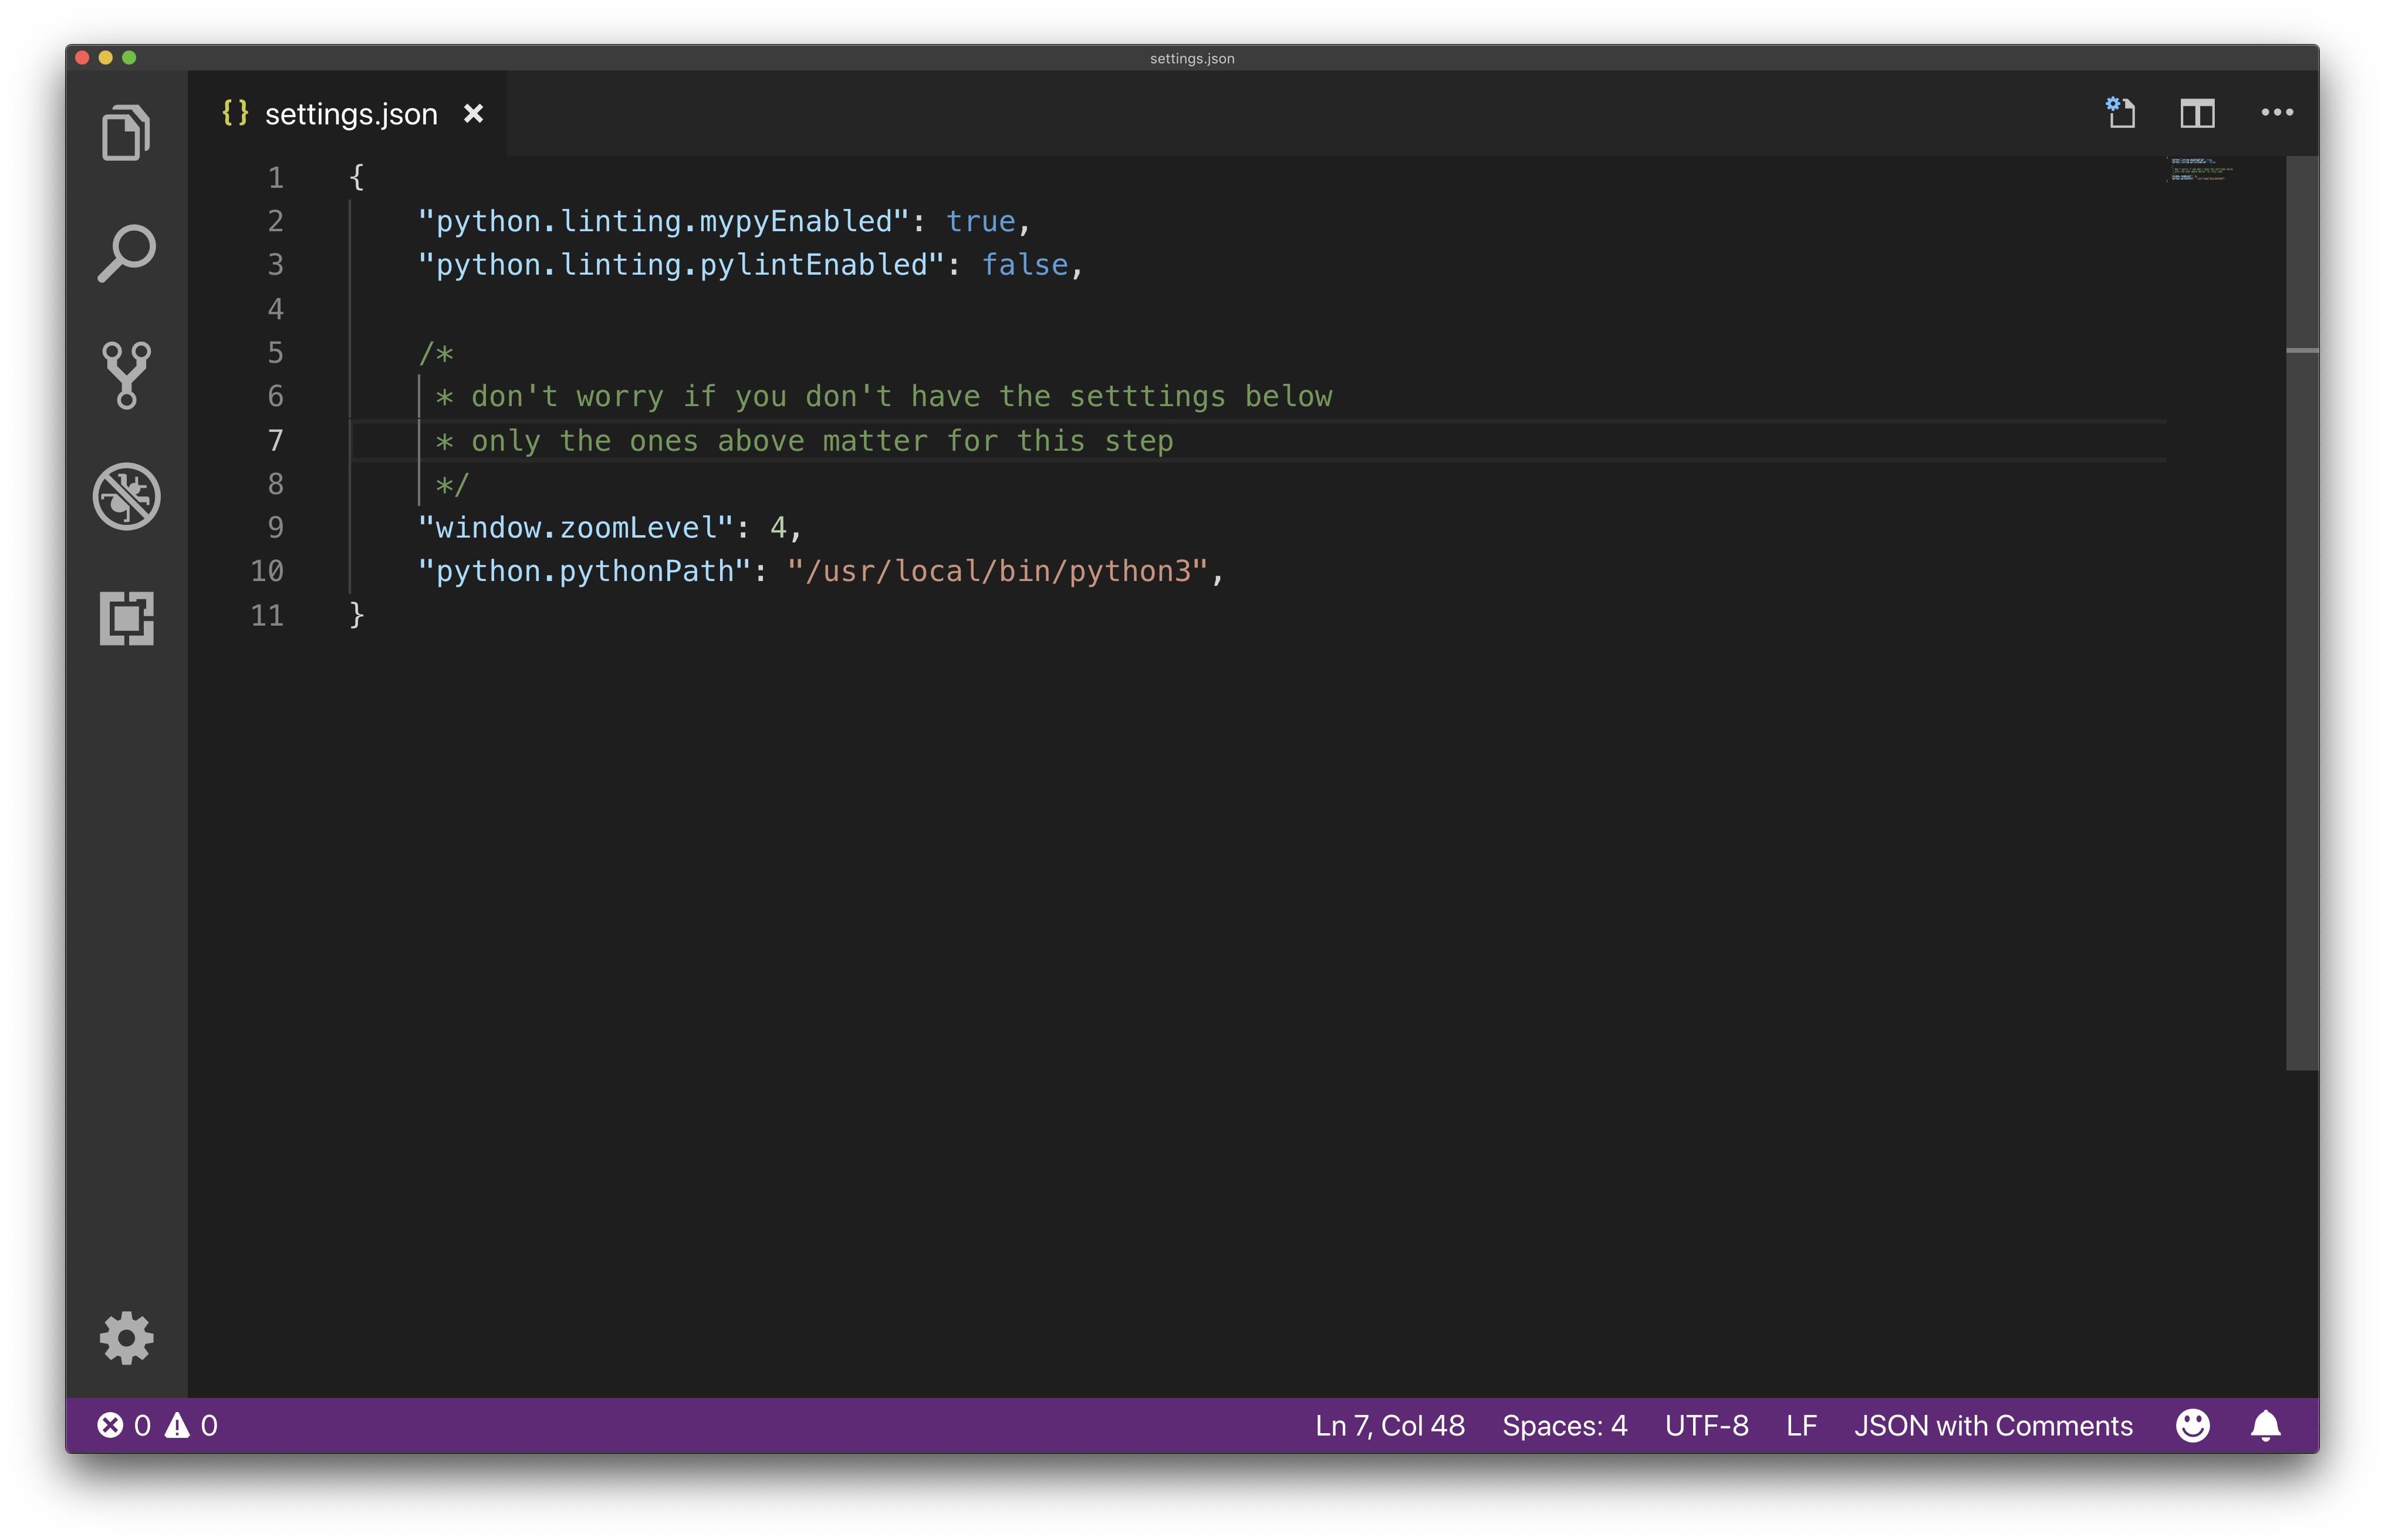 settings.json
{ } settings.json
1 {
2     "python.linting.mypyEnabled": true,
3     "python.linting.pylintEnabled": false,
4
5     /*
6      * don't worry if you don't have the setttings below
7      * only the ones above matter for this step
8      */
9     "window.zoomLevel": 4,
10     "python.pythonPath": "/usr/local/bin/python3",
11 }
0 0 Ln 7, Col 48 Spaces: 4 UTF-8 LF JSON with Comments